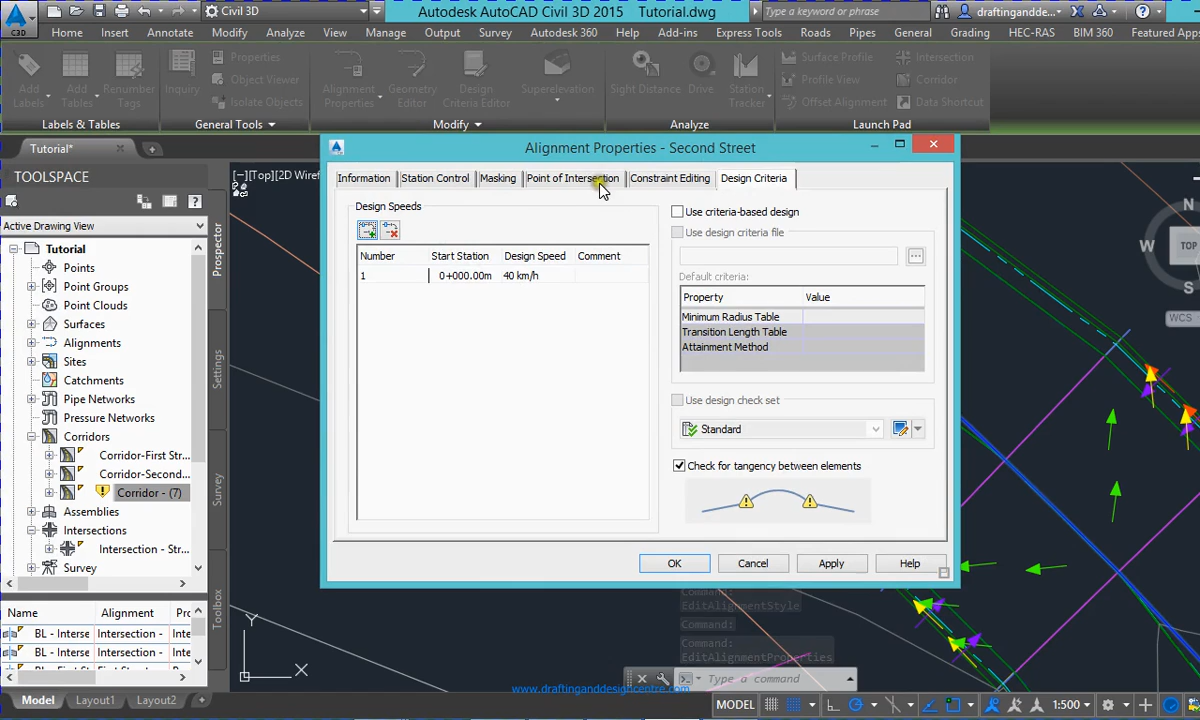 Civil 3D
Autodesk AutoCAD Civil 3D 2015 Tutorial.dwg
Type a keyword or phrase
draftinganddesignce...
C3D
Home Insert Annotate Modify Analyze View Manage Output Survey Autodesk 360 Help Add-ins Express Tools Roads Pipes General Grading HEC-RAS BIM 360 Featured Apps
Add Labels
Add Tables
Renumber Tags
Inquiry
Properties
Object Viewer
Isolate Objects
Alignment Properties
Geometry Editor
Design Criteria Editor
Superelevation
Sight Distance
Drive
Station Tracker
Surface Profile
Profile View
Offset Alignment
Intersection
Corridor
Data Shortcut
Labels & Tables General Tools Modify Analyze Launch Pad
Tutorial*
[−][Top][2D Wiref
TOOLSPACE
Active Drawing View
Tutorial
Points
Point Groups
Point Clouds
Surfaces
Alignments
Sites
Catchments
Pipe Networks
Pressure Networks
Corridors
Corridor-First Str...
Corridor-Second...
Corridor - (7)
Assemblies
Intersections
Intersection - Str...
Survey
Prospector
Settings
Survey
Toolbox
Name Alignment
BL - Interse Intersection - Inte
BL - Interse Intersection - Inte
Alignment Properties - Second Street
Information Station Control Masking Point of Intersection Constraint Editing Design Criteria
Design Speeds
Number Start Station Design Speed Comment
1 0+000.00m 40 km/h
Use criteria-based design
Use design criteria file
Default criteria:
Property Value
Minimum Radius Table
Transition Length Table
Attainment Method
Use design check set
Standard
Check for tangency between elements
OK Cancel Apply Help
N
W TOP
S
WCS
Command:
EditAlignmentStyle
Command:
Command:
EditAlignmentProperties
Type a command
Y
X
www.draftinganddesigncentre.com
Model Layout1 Layout2 +
MODEL
1:500